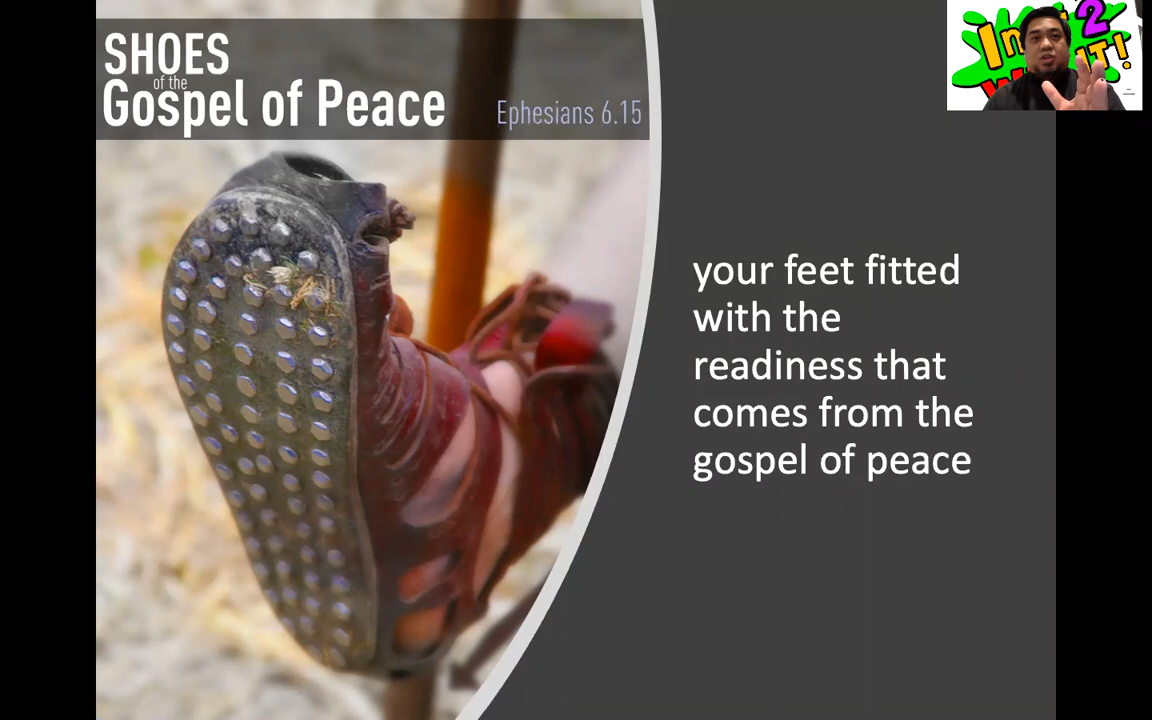 SHOES
of the
Gospel of Peace
Ephesians 6.15
2
your feet fitted
with the
readiness that
comes from the
gospel of peace